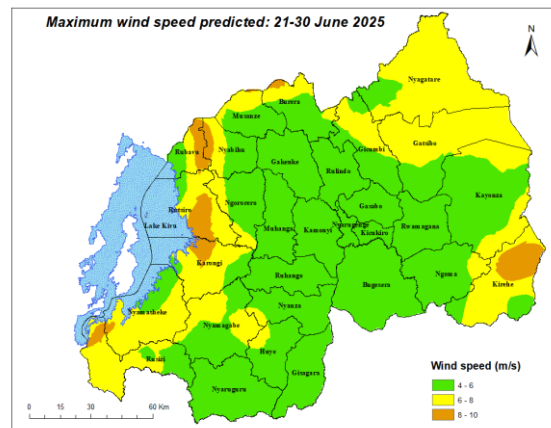 Maximum wind speed predicted: 21-30 June 2025
N
Nyagatare
Burera
Musanze
Rubavu
Nyabihu
Gicumbi
Gatsibo
Gakenke
Rulindo
Kayonza
Ngororero
Gasabo
Rutsiro
Lake Kivu
Muhanga
Kamonyi
Nyarugenge
Kicukiro
Rwamagana
Karongi
Ruhango
Bugesera
Ngoma
Kirehe
Nyamasheke
Nyanza
Nyamagabe
Huye
Rusizi
Gisagara
Nyaruguru
Wind speed (m/s)
4 - 6
6 - 8
8 - 10
0 15 30 60 Km